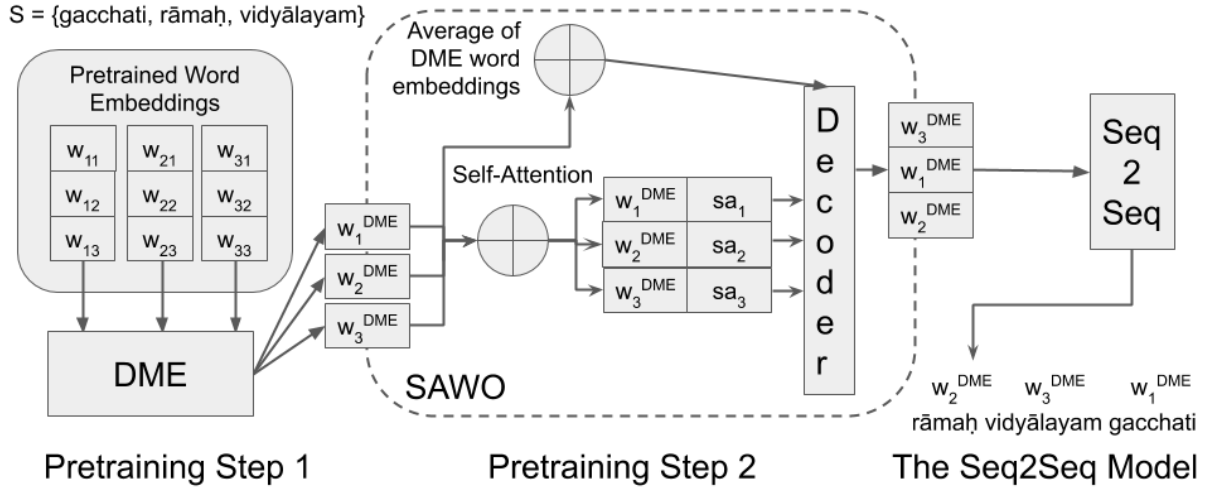 S = {gacchati, rāmaḥ, vidyālayam}
Pretrained Word
Embeddings
w₁₁ w₂₁ w₃₁
w₁₂ w₂₂ w₃₂
w₁₃ w₂₃ w₃₃
DME
Pretraining Step 1
w₁ᴰᴹᴱ
w₂ᴰᴹᴱ
w₃ᴰᴹᴱ
Average of
DME word
embeddings
Self-Attention
w₁ᴰᴹᴱ sa₁
w₂ᴰᴹᴱ sa₂
w₃ᴰᴹᴱ sa₃
D
e
c
o
d
e
r
SAWO
Pretraining Step 2
w₃ᴰᴹᴱ
w₁ᴰᴹᴱ
w₂ᴰᴹᴱ
Seq
2
Seq
w₂ᴰᴹᴱ w₃ᴰᴹᴱ w₁ᴰᴹᴱ
rāmaḥ vidyālayam gacchati
The Seq2Seq Model